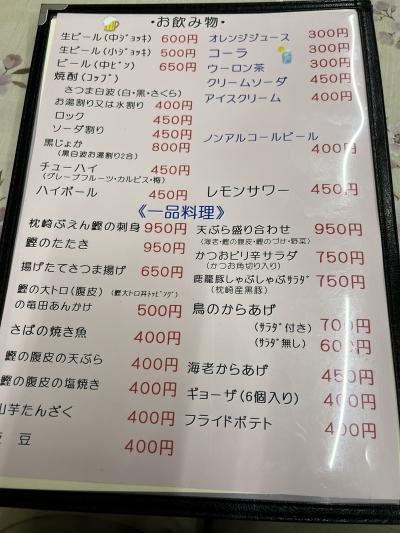 ・お飲み物・
生ビール(中ｼﾞｮｯｷ) 600円
生ビール(小ｼﾞｮｯｷ) 500円
ビール(中ビン) 650円
焼酎(ｺｯﾌﾟ)
さつま白波(白・黒・さくら)
お湯割り又は水割り 400円
ロック 450円
ソーダ割り 450円
黒じょか 800円
(黒白波お湯割り2合)
チューハイ 450円
(グレープフルーツ・カルピス・梅)
ハイボール 450円
オレンジジュース 300円
コーラ 300円
ウーロン茶 300円
クリームソーダ 450円
アイスクリーム 400円
ノンアルコールビール
400円
レモンサワー 450円
《一品料理》
枕崎ぶえん鰹の刺身 950円
鰹のたたき 950円
揚げたてさつま揚げ 650円
鰹の大トロ(腹皮) (鰹大トロ丼ﾄｯﾋﾟﾝｸﾞ)
の竜田あんかけ 500円
さばの焼き魚 400円
鰹の腹皮の天ぷら 400円
鰹の腹皮の塩焼き 400円
山芋たんざく 400円
豆 400円
天ぷら盛り合わせ 950円
(海老・鰹の腹皮・鰹のづけ・野菜)
かつおピリ辛サラダ 750円
(かつお角切り入り)
鹿籠豚しゃぶしゃぶｻﾗﾀﾞ 750円
(枕崎産黒豚)
鳥のからあげ
(ｻﾗﾀﾞ付き) 700円
(ｻﾗﾀﾞ無し) 600円
海老からあげ 450円
ギョーザ(6個入り) 400円
フライドポテト 400円